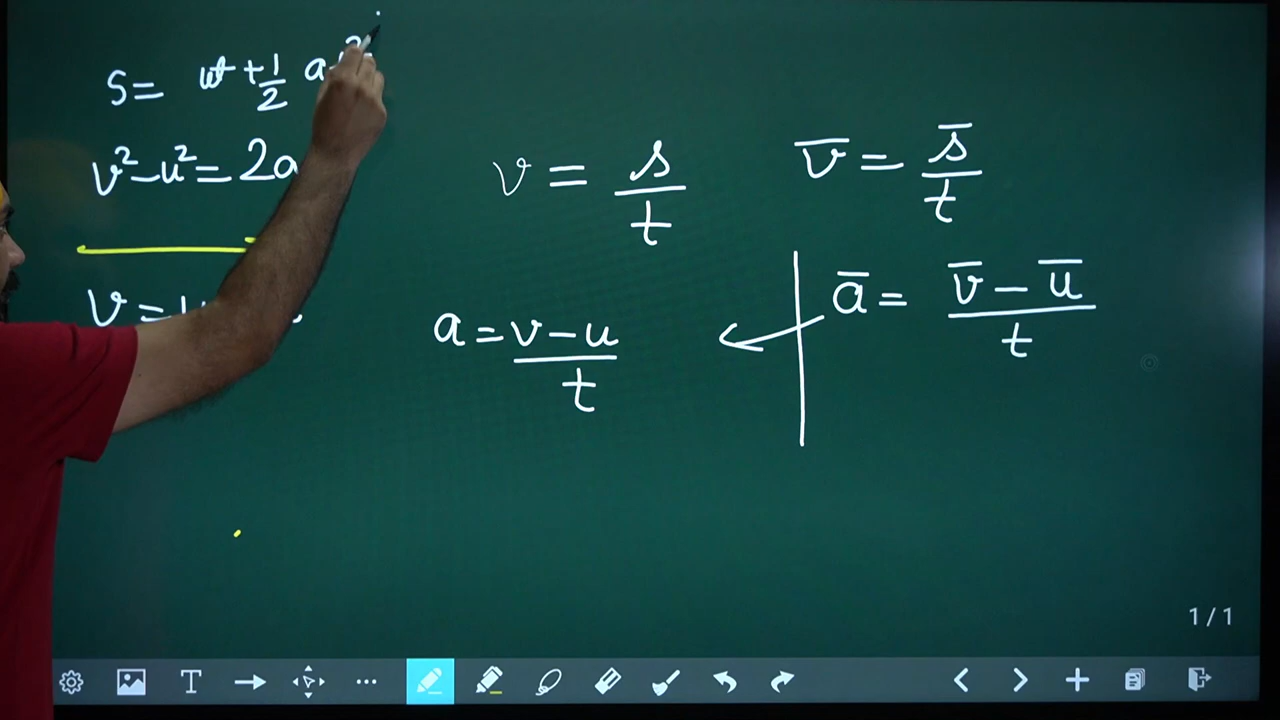 s = ut + 1/2 a
v² - u² = 2a
v =
v = s/t
v̅ = s̅/t
a = v - u/t
a̅ = v̅ - u̅/t
1 / 1
T